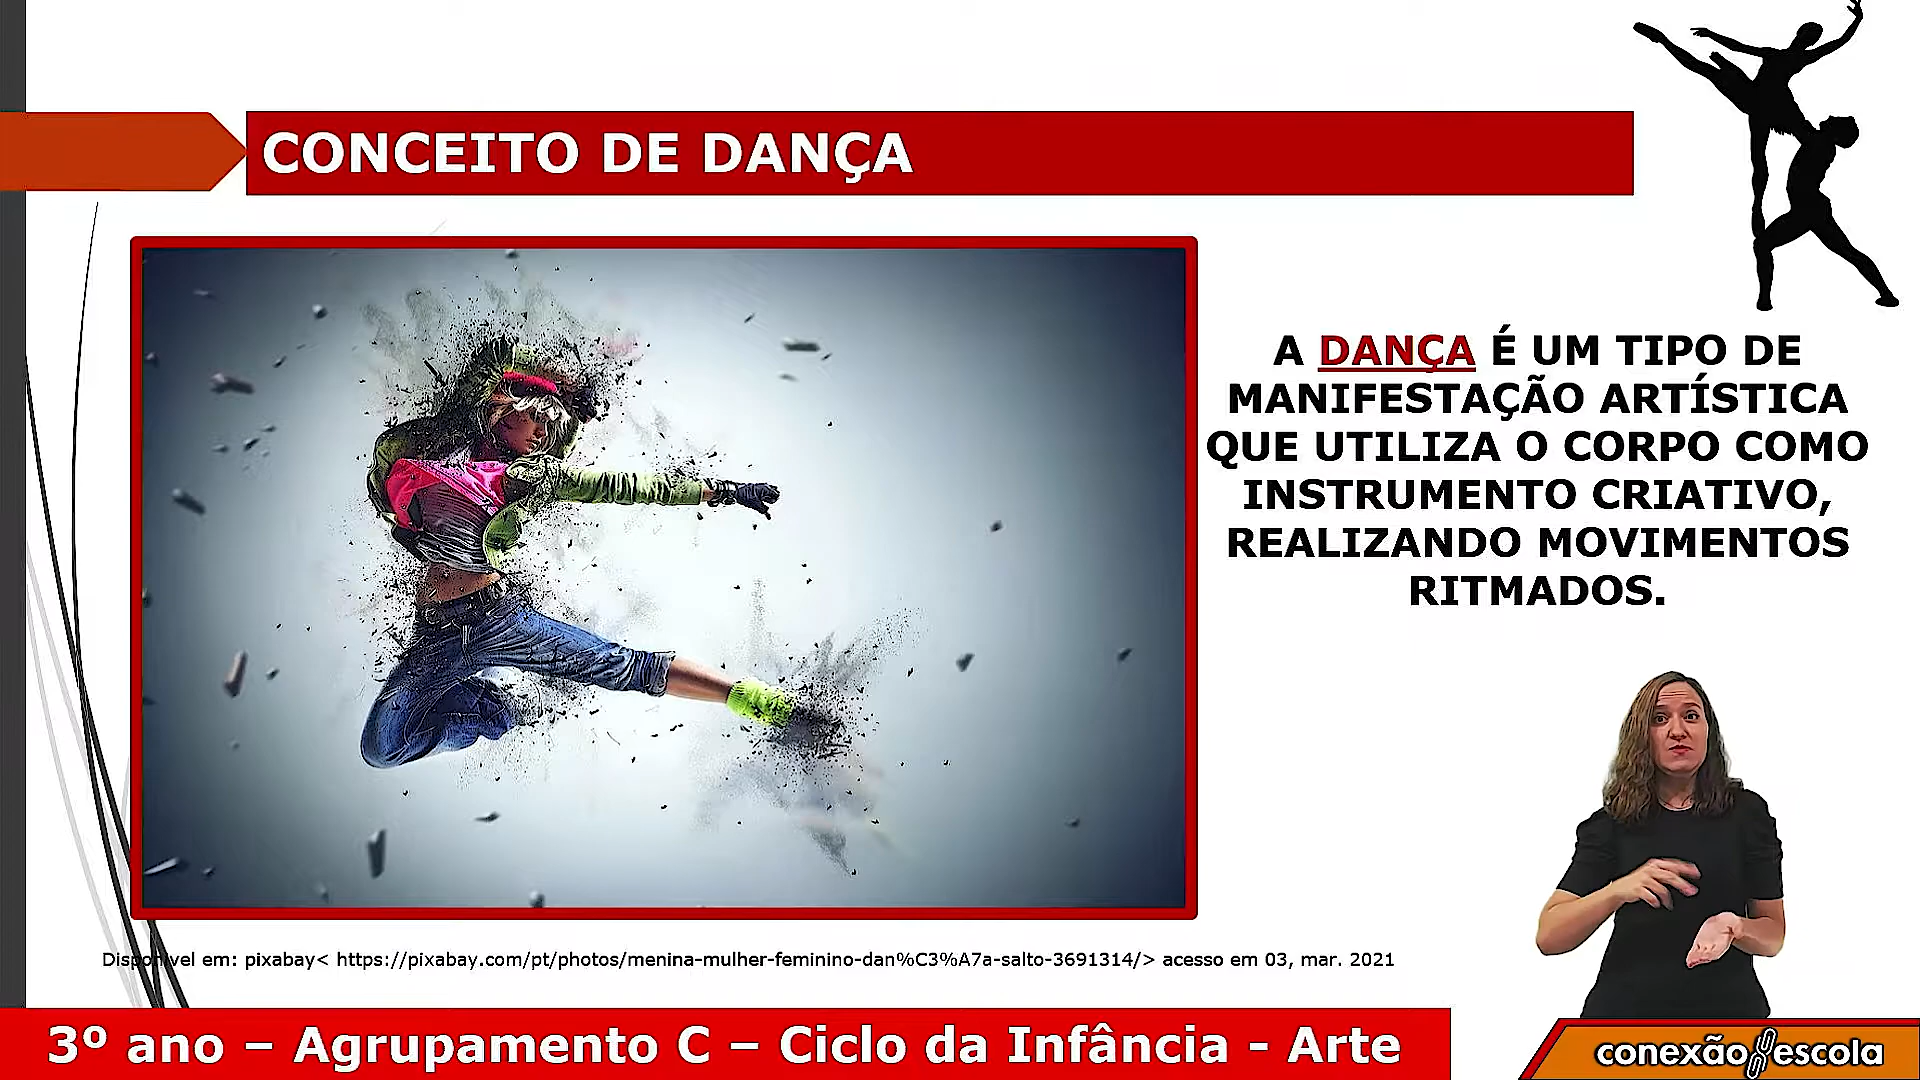 CONCEITO DE DANÇA
A DANÇA É UM TIPO DE
MANIFESTAÇÃO ARTÍSTICA
QUE UTILIZA O CORPO COMO
INSTRUMENTO CRIATIVO,
REALIZANDO MOVIMENTOS
RITMADOS.
Disponível em: pixabay< https://pixabay.com/pt/photos/menina-mulher-feminino-dan%C3%A7a-salto-3691314/> acesso em 03, mar. 2021
3º ano – Agrupamento C – Ciclo da Infância - Arte
conexão escola